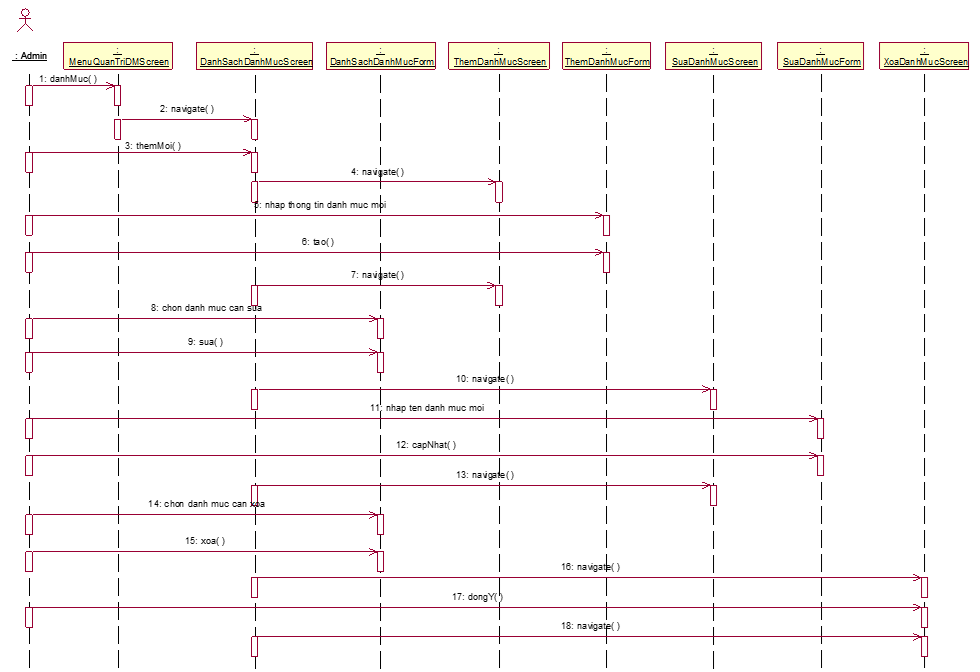 : Admin
:
MenuQuanTriDMScreen
:
DanhSachDanhMucScreen
:
DanhSachDanhMucForm
:
ThemDanhMucScreen
:
ThemDanhMucForm
:
SuaDanhMucScreen
:
SuaDanhMucForm
:
XoaDanhMucScreen
1: danhMuc( )
2: navigate( )
3: themMoi( )
4: navigate( )
5: nhap thong tin danh muc moi
6: tao( )
7: navigate( )
8: chon danh muc can sua
9: sua( )
10: navigate( )
11: nhap ten danh muc moi
12: capNhat( )
13: navigate( )
14: chon danh muc can xoa
15: xoa( )
16: navigate( )
17: dongY( )
18: navigate( )